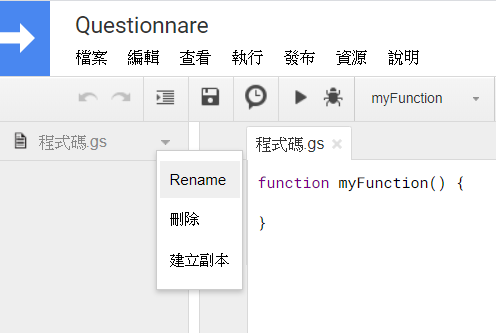 Questionnare
檔案 編輯 查看 執行 發布 資源 說明
myFunction
程式碼.gs
程式碼.gs ×
Rename
刪除
建立副本
function myFunction() {
}